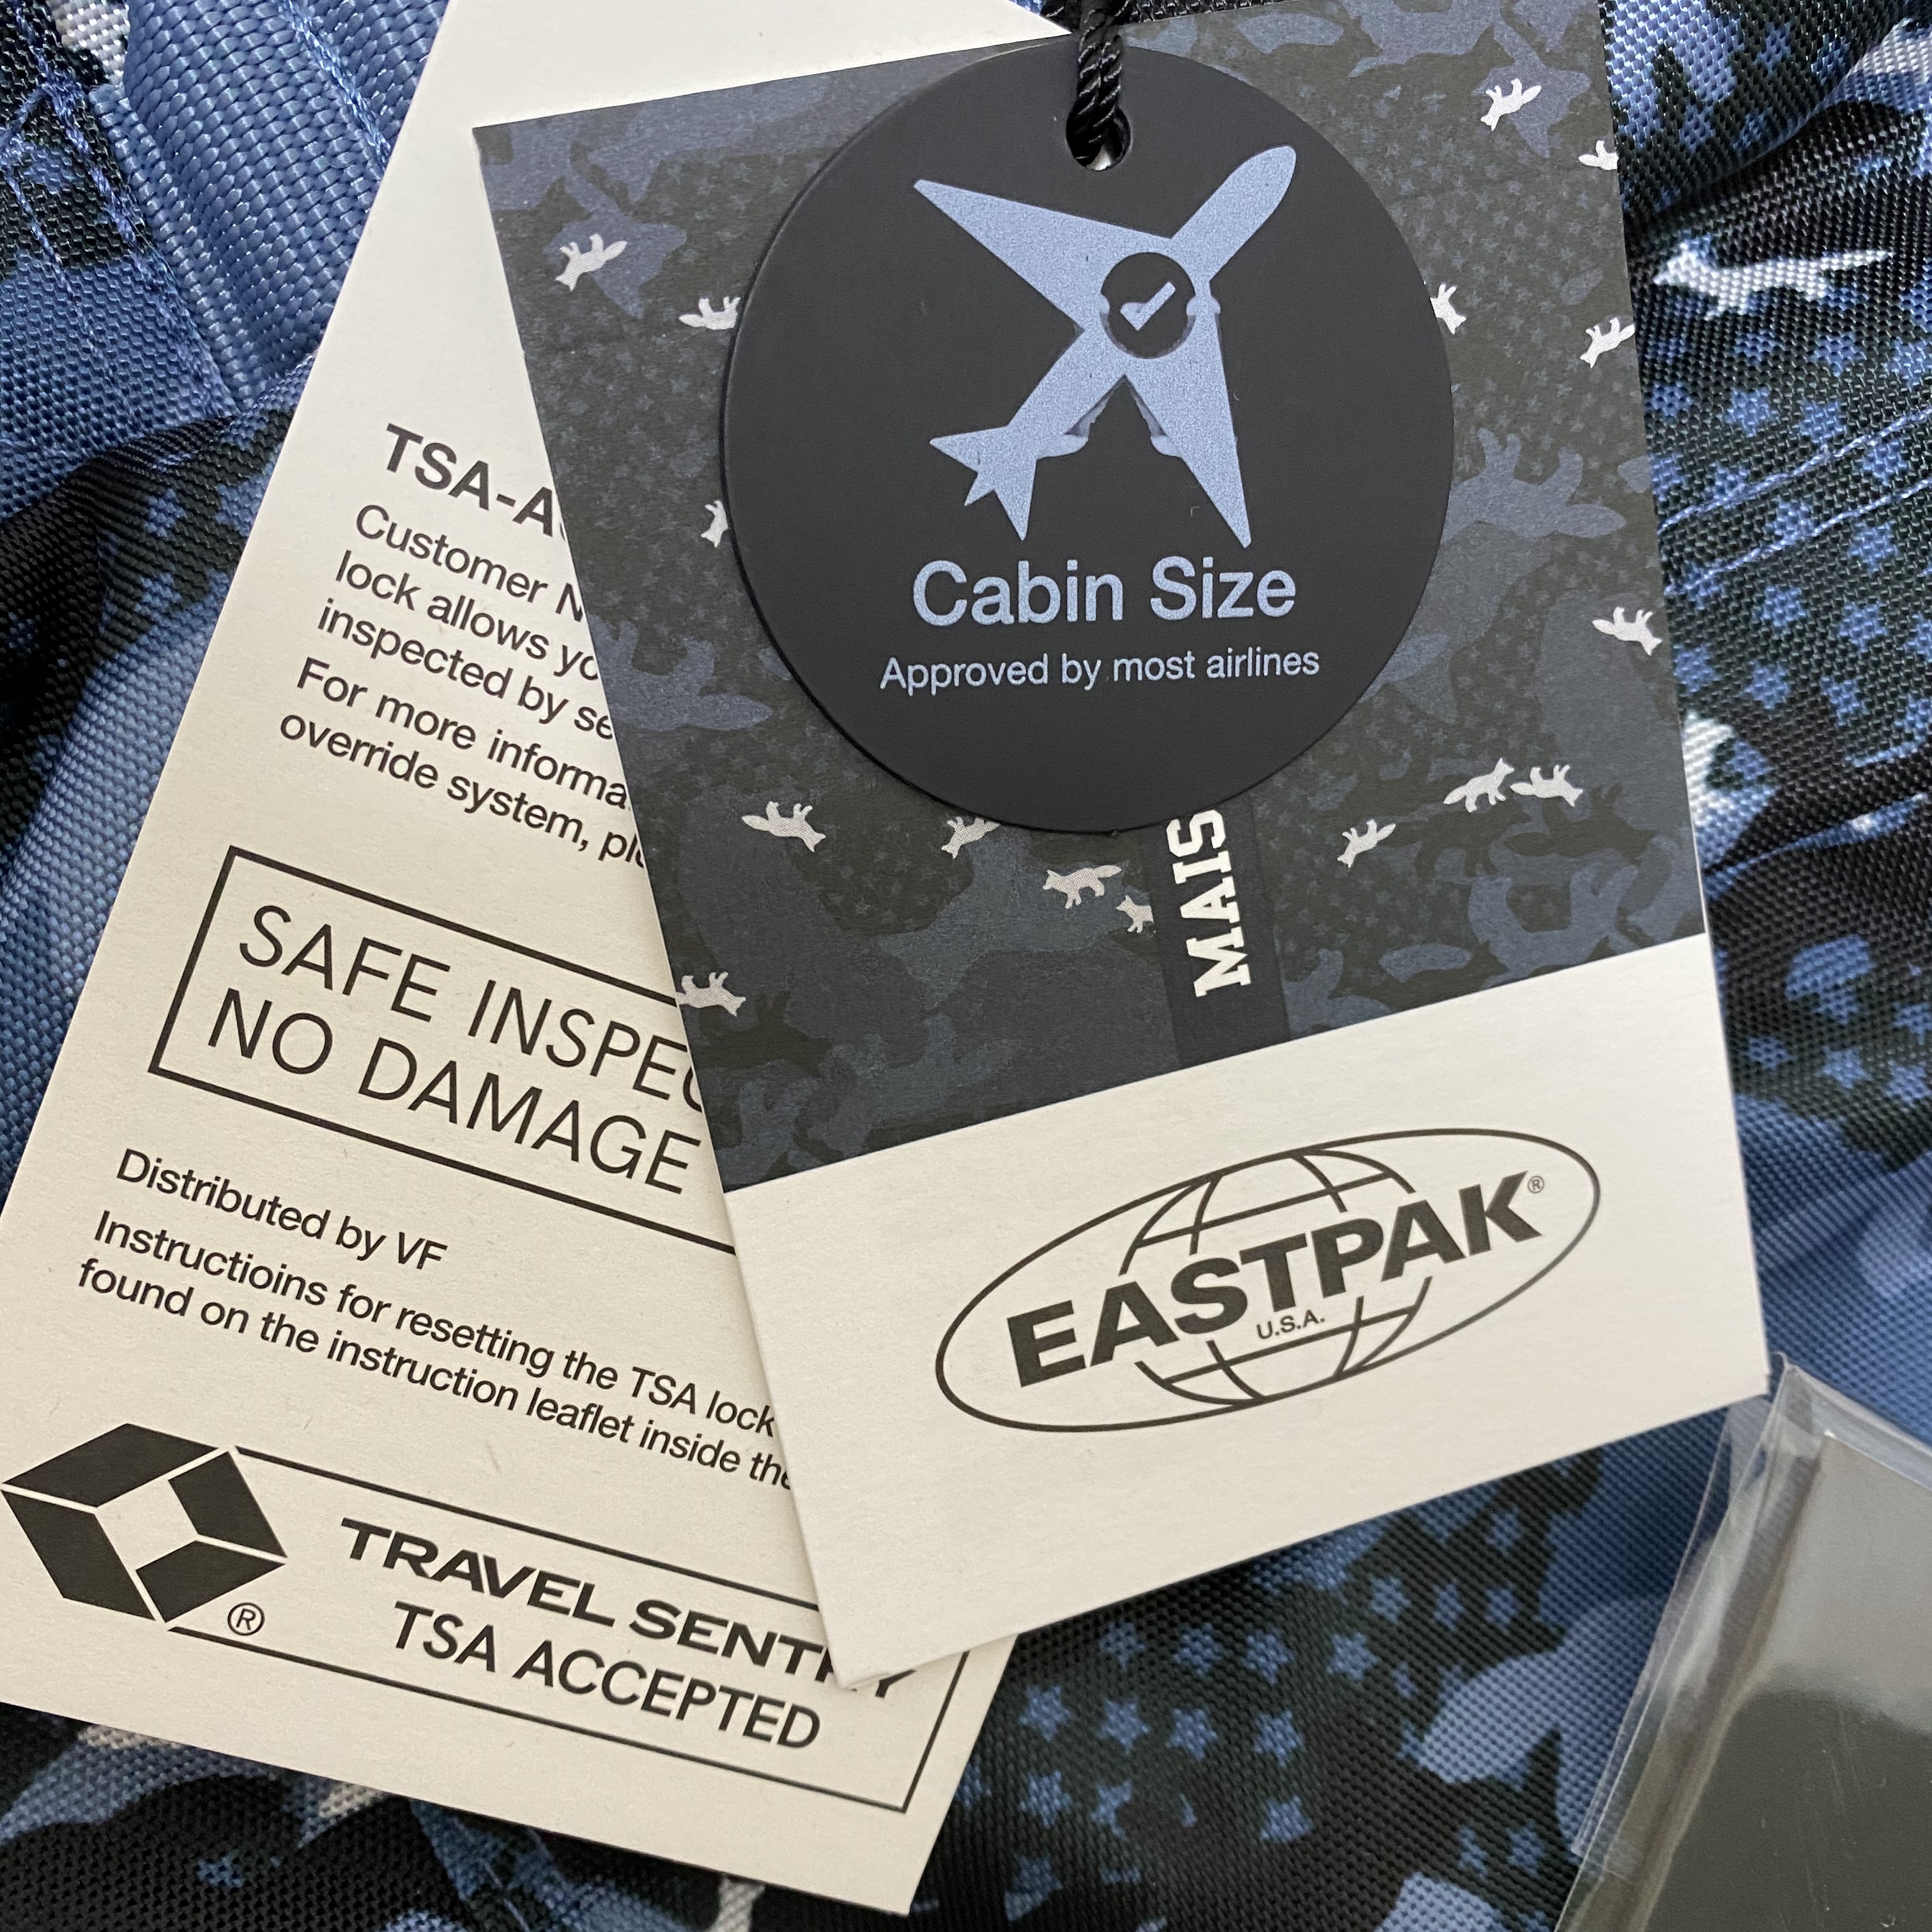 TSA-A
Customer N
lock allows yo
inspected by se
For more informa
override system, pl
SAFE INSPEC
NO DAMAGE
Distributed by VF
Instructioins for resetting the TSA lock
found on the instruction leaflet inside the
TRAVEL SENTRY
®
TSA ACCEPTED
Cabin Size
Approved by most airlines
MAIS
EASTPAK®
U.S.A.